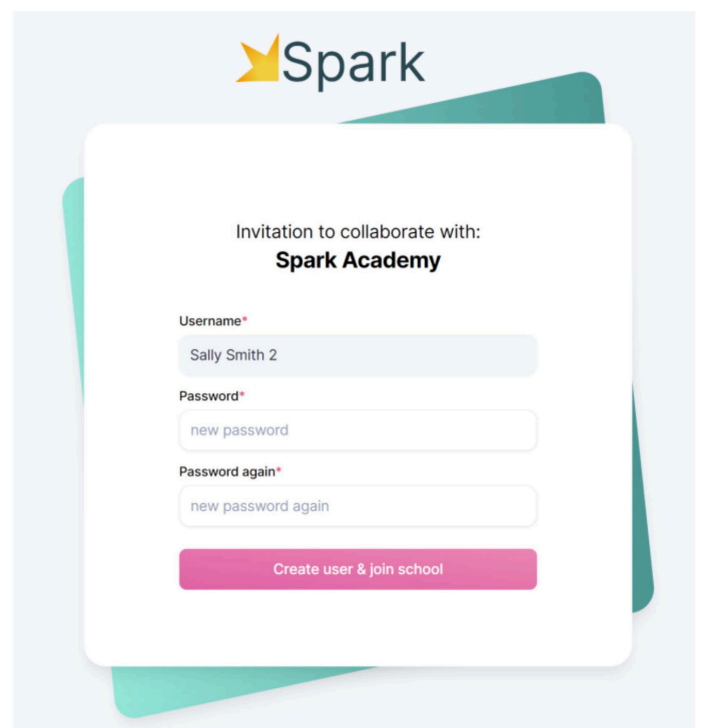 Spark
Invitation to collaborate with:
Spark Academy
Username*
Sally Smith 2
Password*
new password
Password again*
new password again
Create user & join school